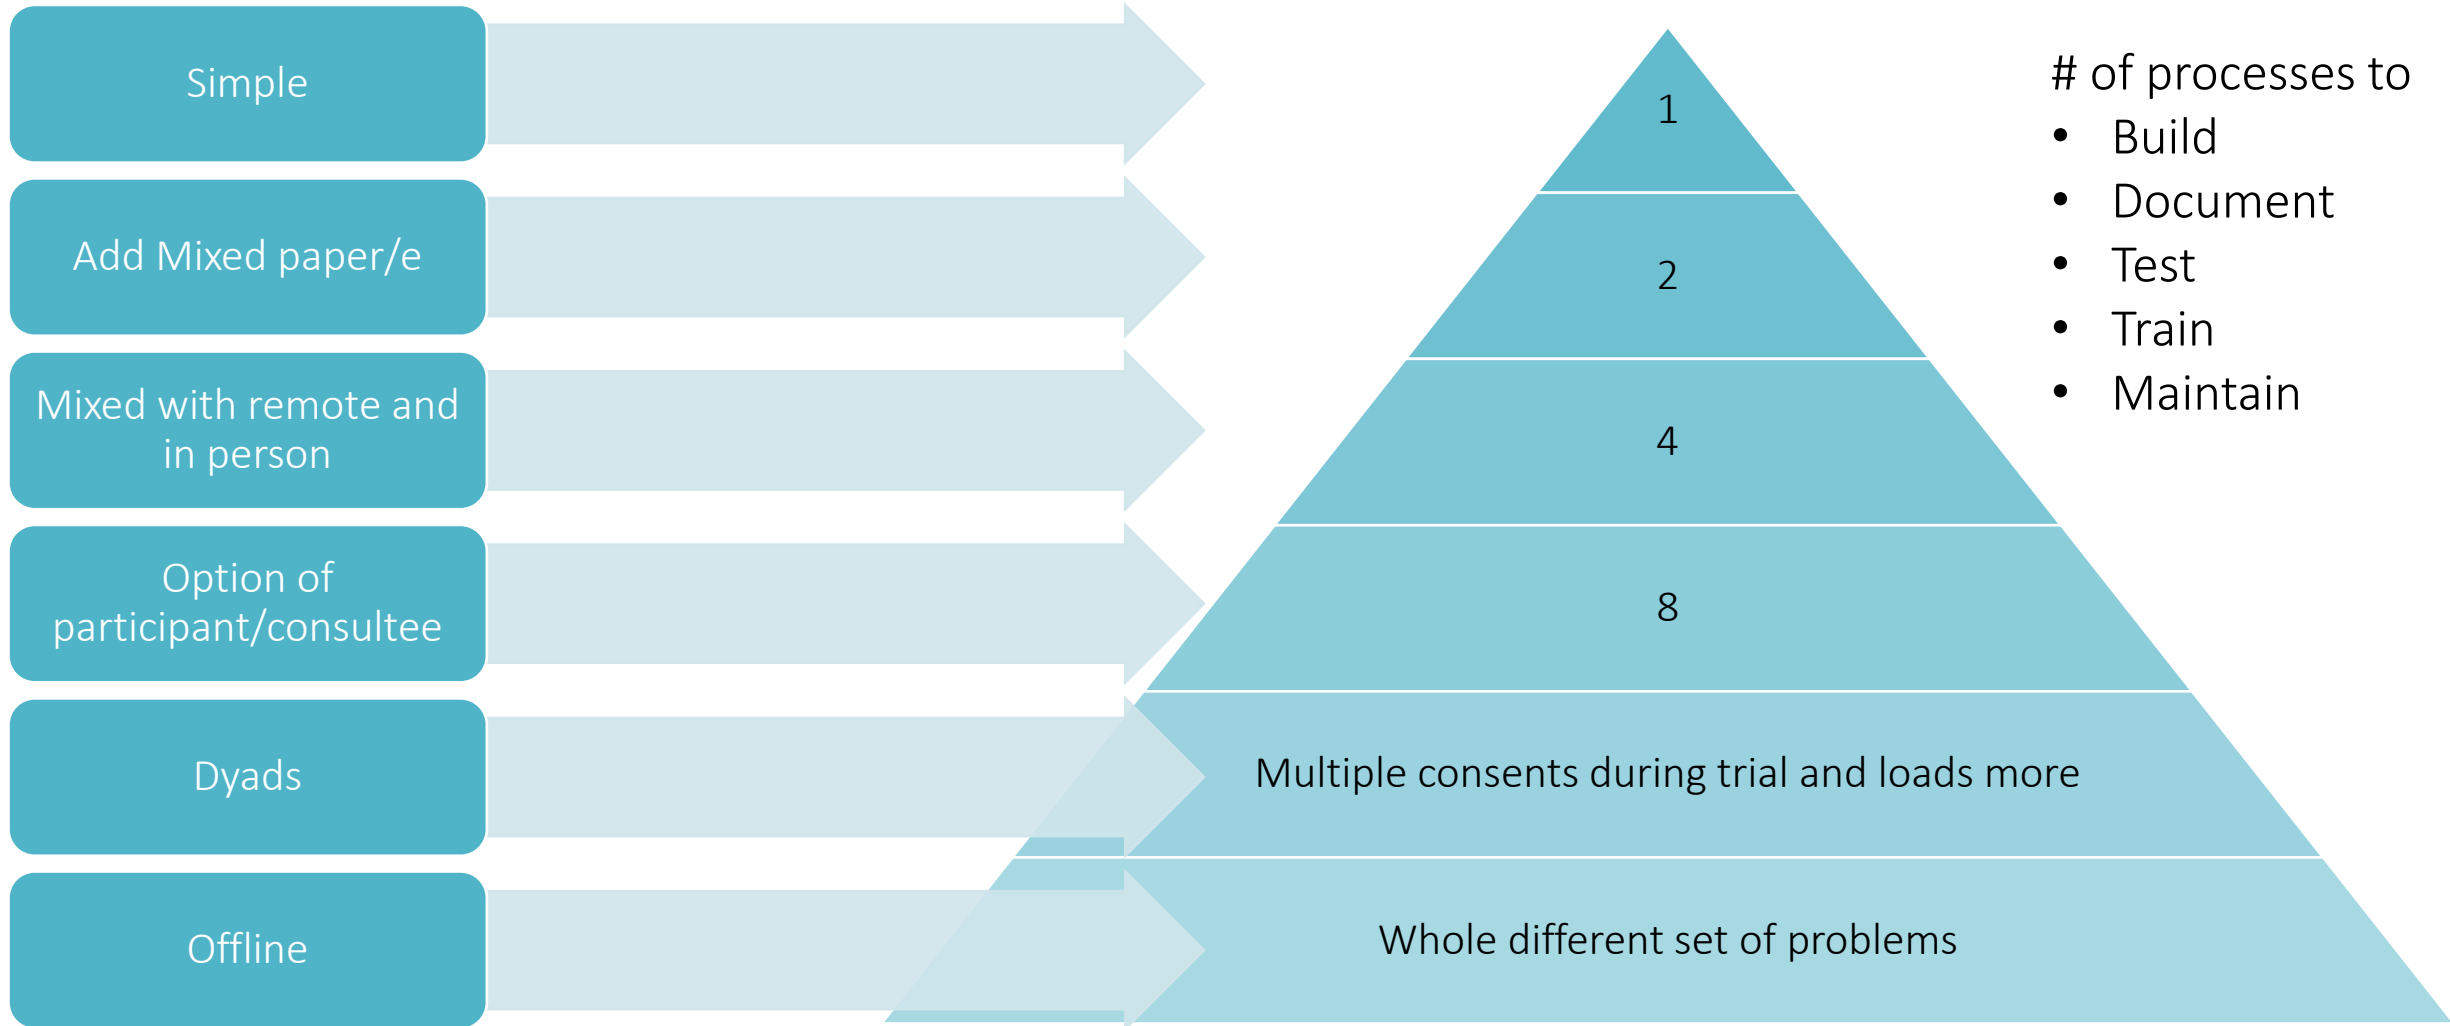 Simple
Add Mixed paper/e
Mixed with remote and
in person
Option of
participant/consultee
Dyads
Offline
1
2
4
8
Multiple consents during trial and loads more
Whole different set of problems
# of processes to
• Build
• Document
• Test
• Train
• Maintain